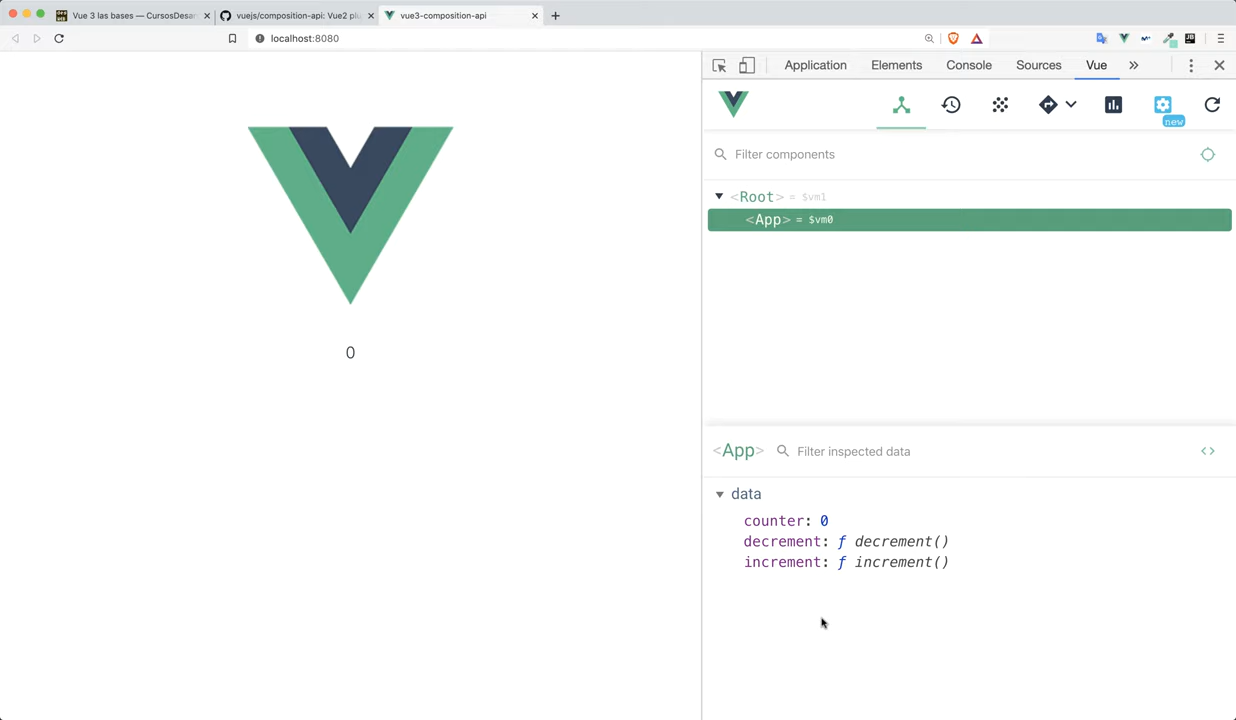 Vue 3 las bases — CursosDesar
vuejs/composition-api: Vue2 plu
vue3-composition-api
localhost:8080
Application Elements Console Sources Vue
new
Filter components
<Root> = $vm1
<App> = $vm0
0
<App> Filter inspected data
data
counter: 0
decrement: ƒ decrement()
increment: ƒ increment()